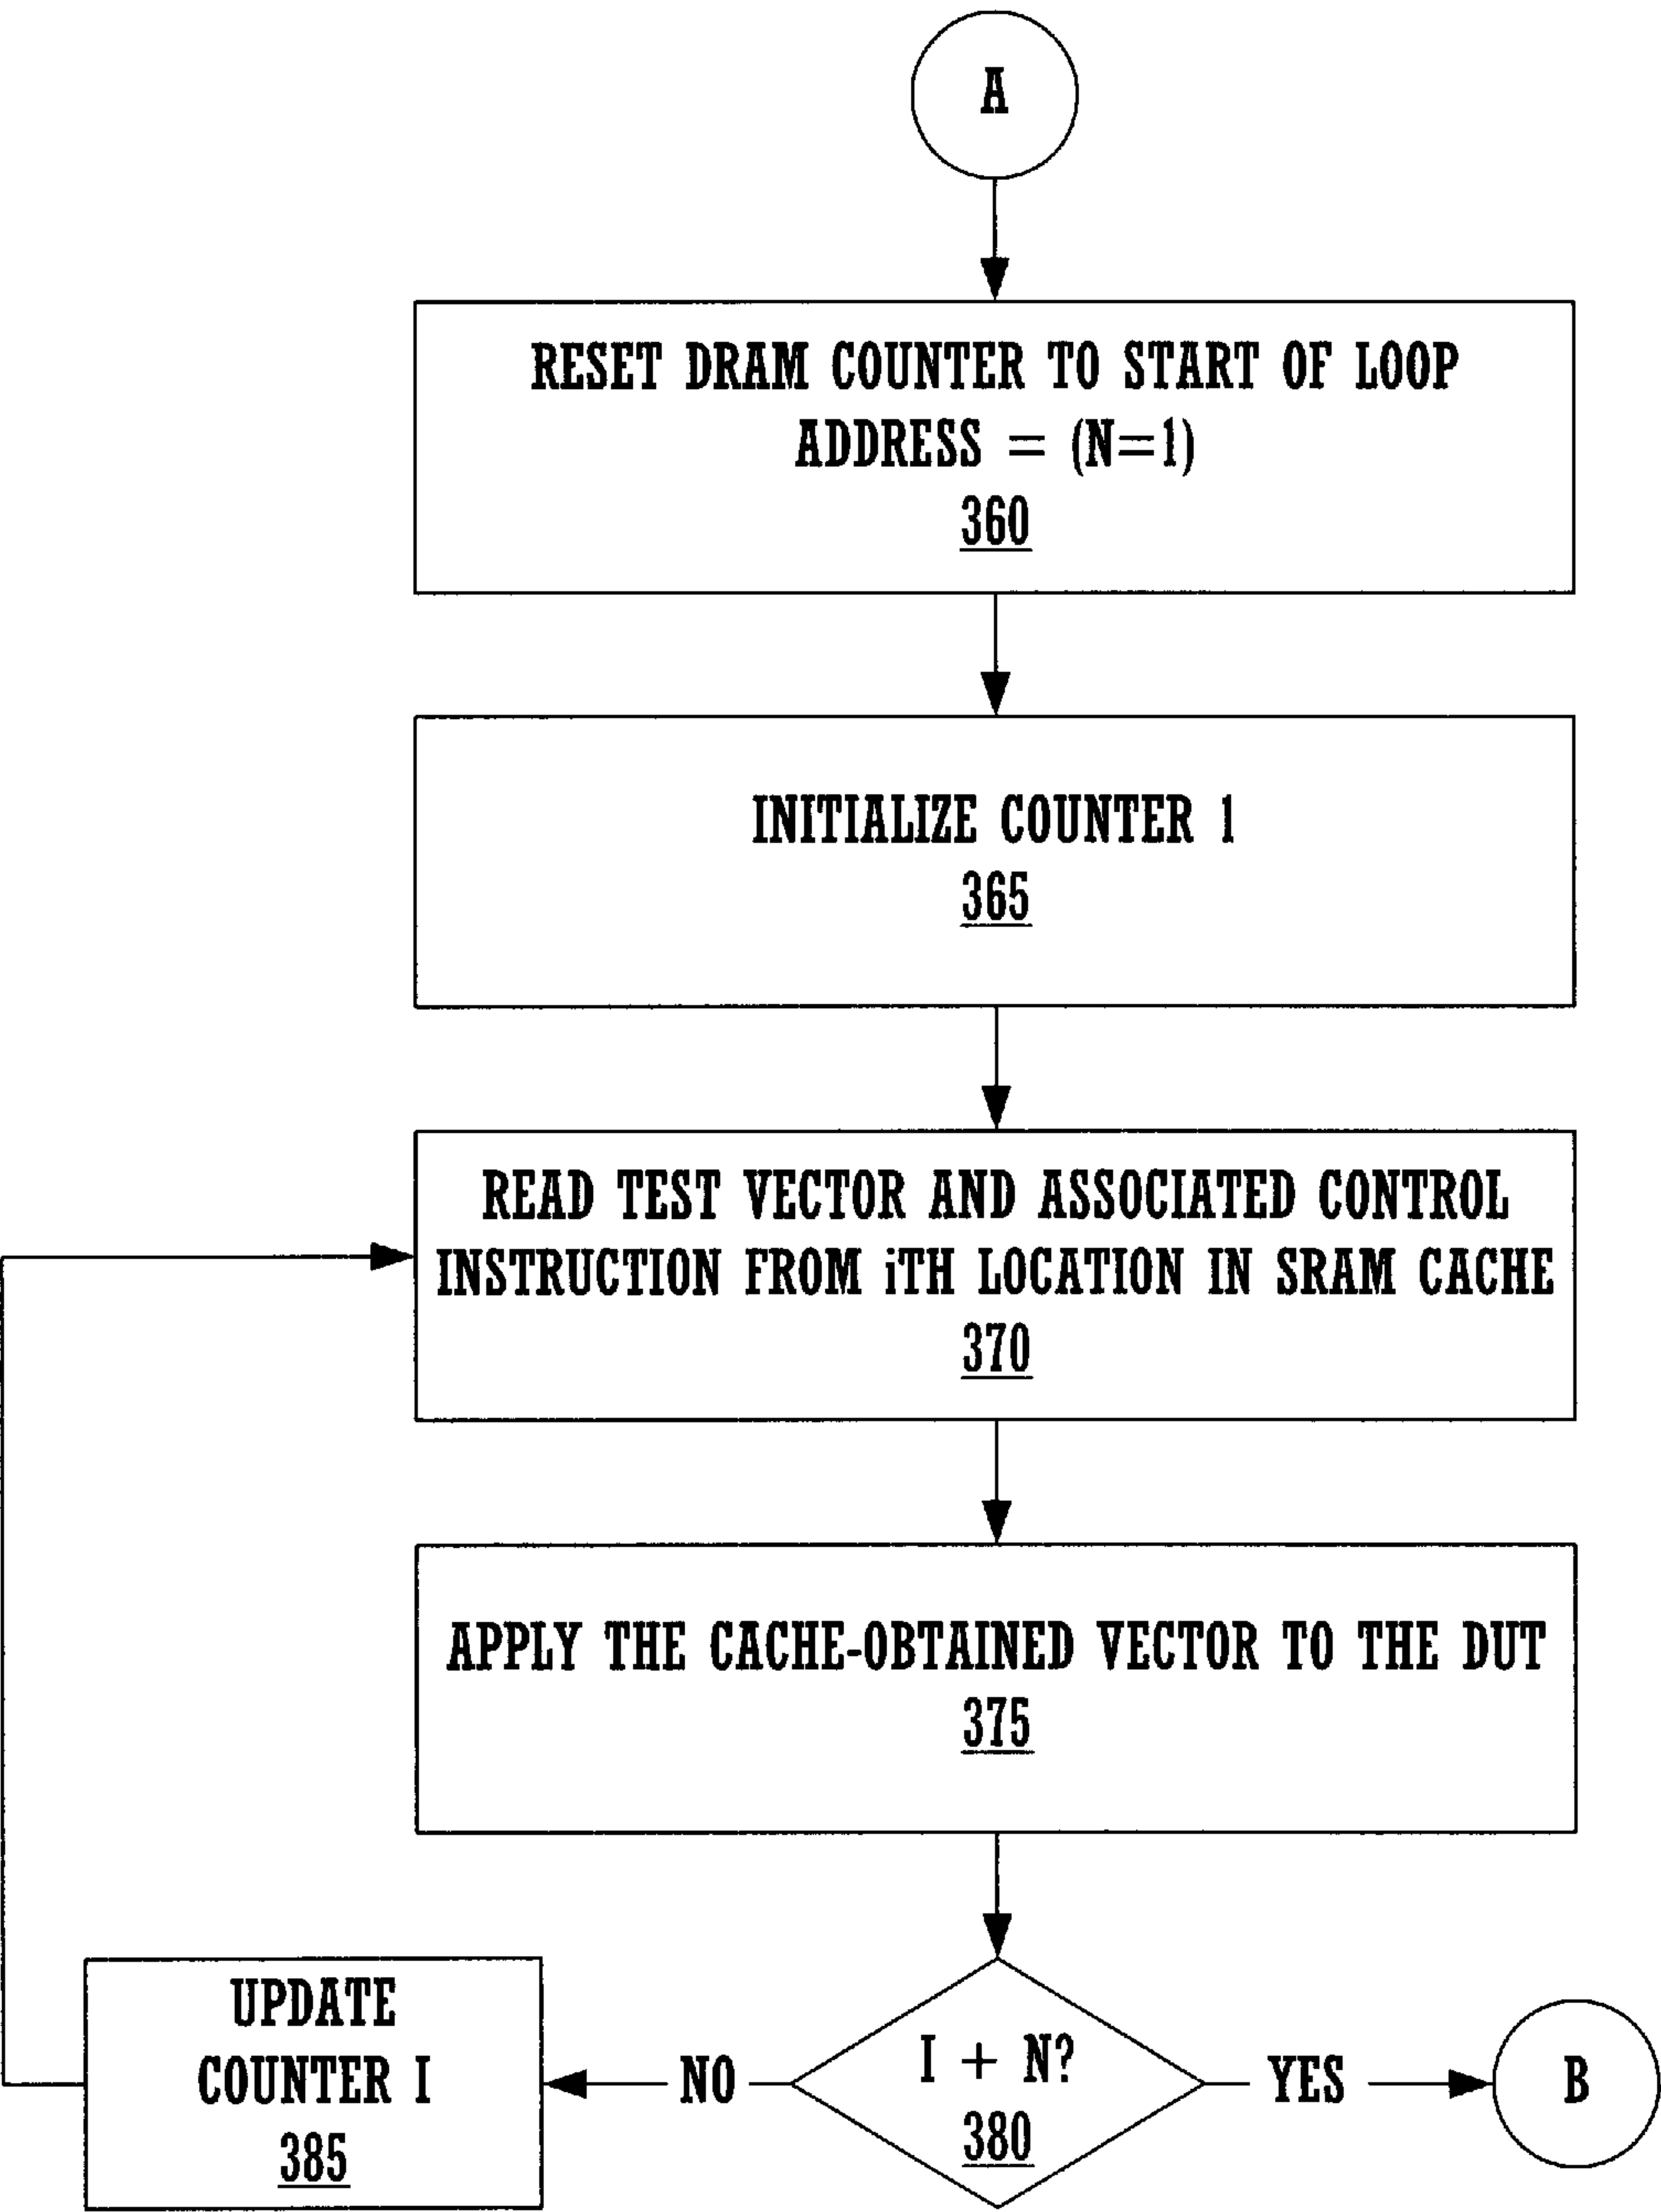 A
RESET DRAM COUNTER TO START OF LOOP
ADDRESS = (N=1)
360
INITIALIZE COUNTER 1
365
READ TEST VECTOR AND ASSOCIATED CONTROL
INSTRUCTION FROM iTH LOCATION IN SRAM CACHE
370
APPLY THE CACHE-OBTAINED VECTOR TO THE DUT
375
UPDATE
COUNTER I
385
NO
I + N?
380
YES
B